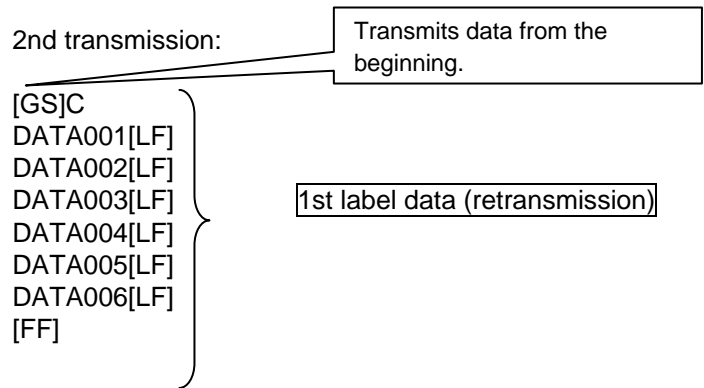 2nd transmission:
Transmits data from the
beginning.
[GS]C
DATA001[LF]
DATA002[LF]
DATA003[LF]
DATA004[LF]
DATA005[LF]
DATA006[LF]
[FF]
1st label data (retransmission)